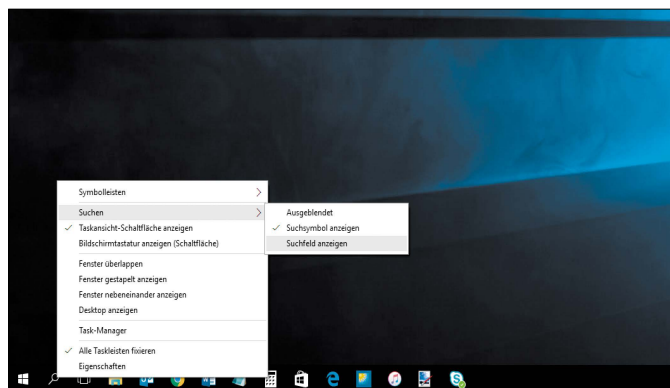 Symbolleisten
Suchen
Taskansicht-Schaltfläche anzeigen
Bildschirmtastatur anzeigen (Schaltfläche)
Fenster überlappen
Fenster gestapelt anzeigen
Fenster nebeneinander anzeigen
Desktop anzeigen
Task-Manager
Alle Taskleisten fixieren
Eigenschaften
Ausgeblendet
Suchsymbol anzeigen
Suchfeld anzeigen